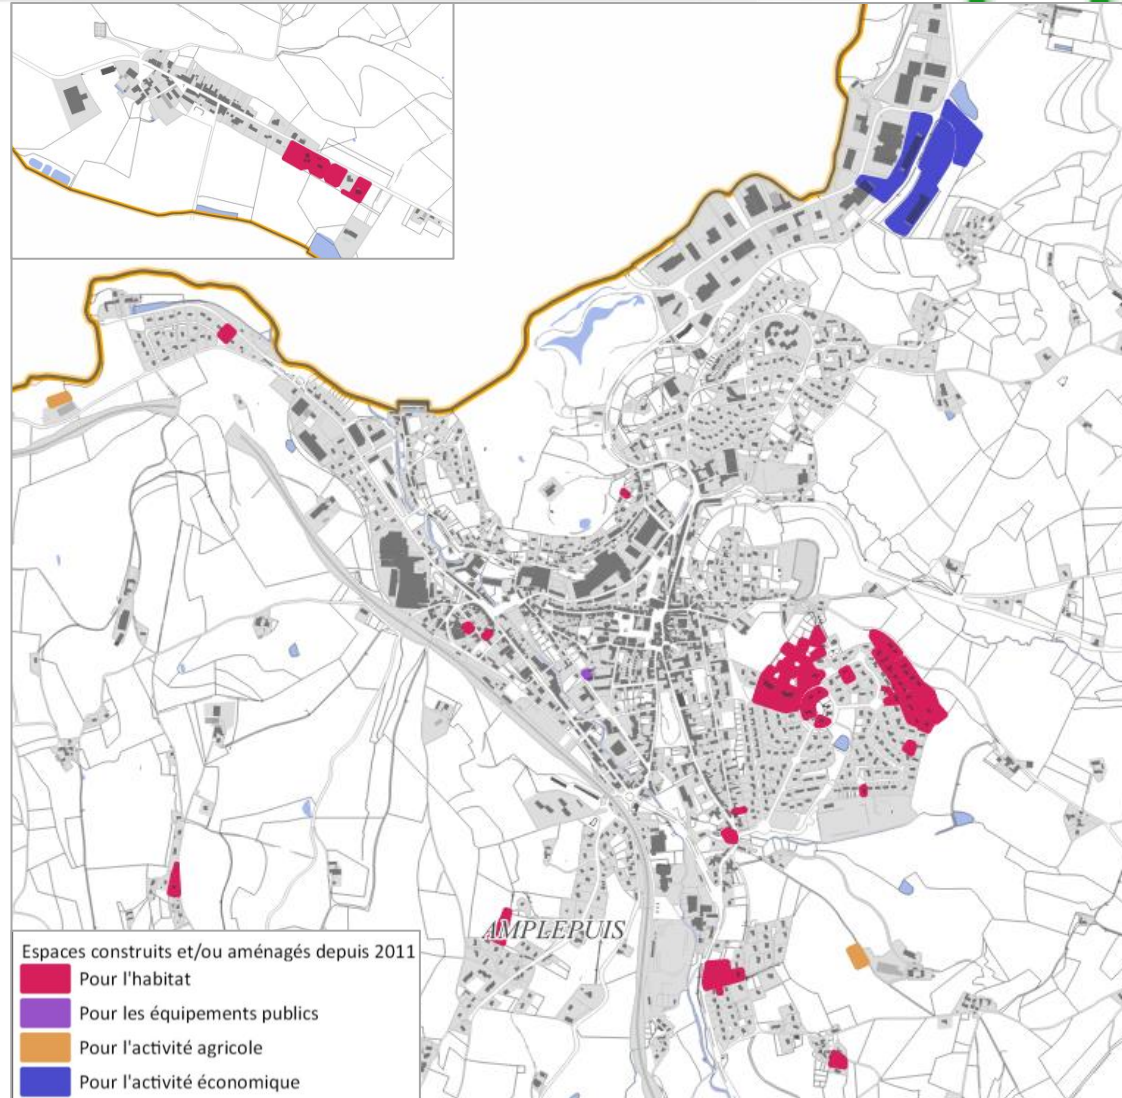 AMPLEPUIS
Espaces construits et/ou aménagés depuis 2011
Pour l'habitat
Pour les équipements publics
Pour l'activité agricole
Pour l'activité économique